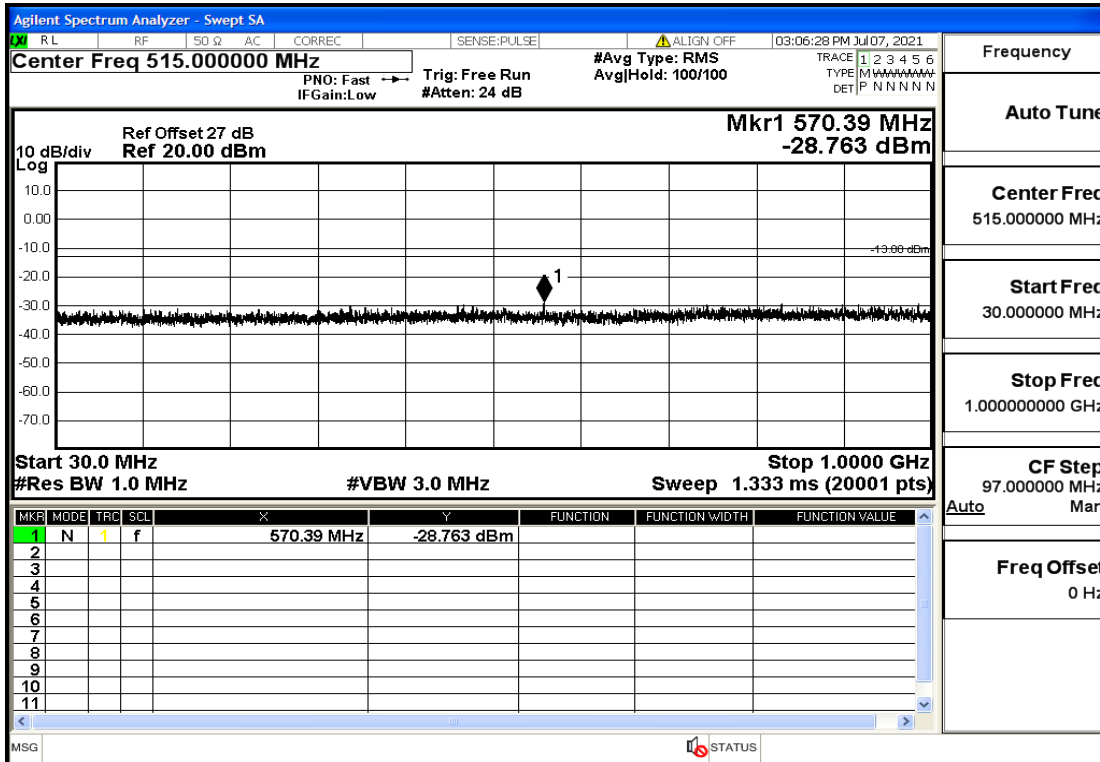 Agilent Spectrum Analyzer - Swept SA
LXI RL RF 50 Ω AC CORREC SENSE:PULSE ALIGN OFF 03:06:28 PM Jul 07, 2021
Center Freq 515.000000 MHz
PNO: Fast
IFGain:Low
Trig: Free Run
#Atten: 24 dB
#Avg Type: RMS
Avg|Hold: 100/100
TRACE 1 2 3 4 5 6
TYPE M WWWWW
DET P N N N N N
Ref Offset 27 dB
10 dB/div Ref 20.00 dBm
Log
Mkr1 570.39 MHz
-28.763 dBm
10.0
0.00
-10.0
-13.00 dBm
-20.0
1
-30.0
-40.0
-50.0
-60.0
-70.0
Start 30.0 MHz Stop 1.0000 GHz
#Res BW 1.0 MHz #VBW 3.0 MHz Sweep 1.333 ms (20001 pts)
MKR MODE TRC SCL X Y FUNCTION FUNCTION WIDTH FUNCTION VALUE
1 N 1 f 570.39 MHz -28.763 dBm
2
3
4
5
6
7
8
9
10
11
MSG STATUS
Frequency
Auto Tune
Center Freq
515.000000 MHz
Start Freq
30.000000 MHz
Stop Freq
1.000000000 GHz
CF Step
97.000000 MHz
Auto Man
Freq Offset
0 Hz